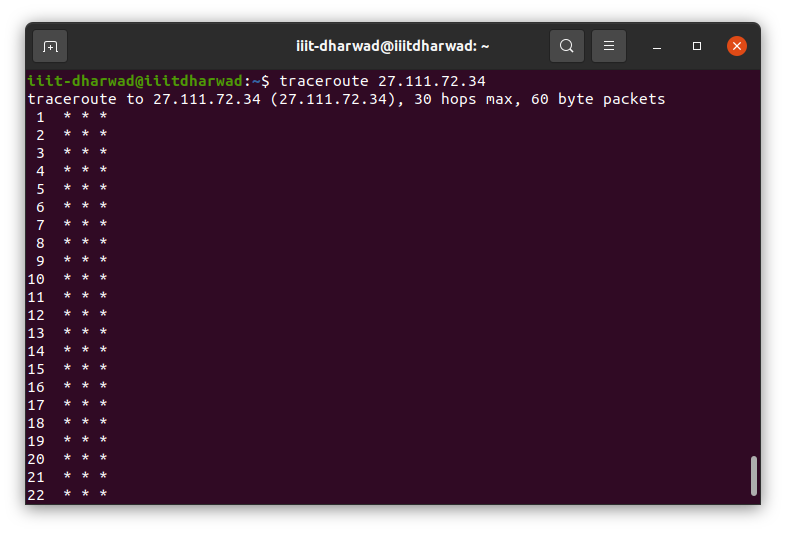 iiit-dharwad@iiitdharwad: ~
iiit-dharwad@iiitdharwad:~$ traceroute 27.111.72.34
traceroute to 27.111.72.34 (27.111.72.34), 30 hops max, 60 byte packets
 1  * * *
 2  * * *
 3  * * *
 4  * * *
 5  * * *
 6  * * *
 7  * * *
 8  * * *
 9  * * *
10  * * *
11  * * *
12  * * *
13  * * *
14  * * *
15  * * *
16  * * *
17  * * *
18  * * *
19  * * *
20  * * *
21  * * *
22  * * *